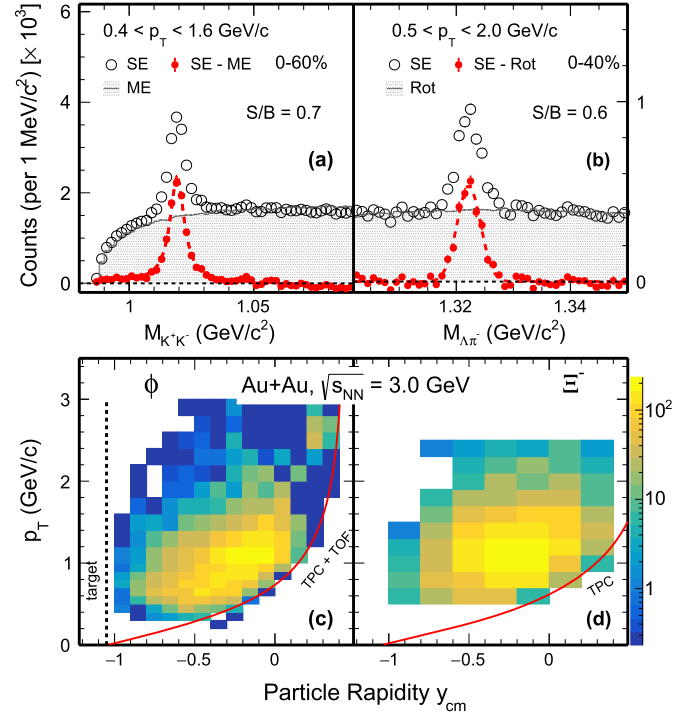 0.4 < p_T < 1.6 GeV/c
SE SE - ME 0-60%
ME
S/B = 0.7
(a)
0.5 < p_T < 2.0 GeV/c
SE SE - Rot 0-40%
Rot
S/B = 0.6
(b)
Counts (per 1 MeV/c²) [× 10³]
6
4
2
0
1
0
1 1.05
1.32 1.34
M_K⁺K⁻ (GeV/c²)
M_Λπ⁻ (GeV/c²)
ϕ Au+Au, √s_NN = 3.0 GeV Ξ⁻
p_T (GeV/c)
3
2
1
0
target
TPC + TOF
(c)
TPC
(d)
10²
10
1
−1 −0.5 0
−1 −0.5 0
Particle Rapidity y_cm